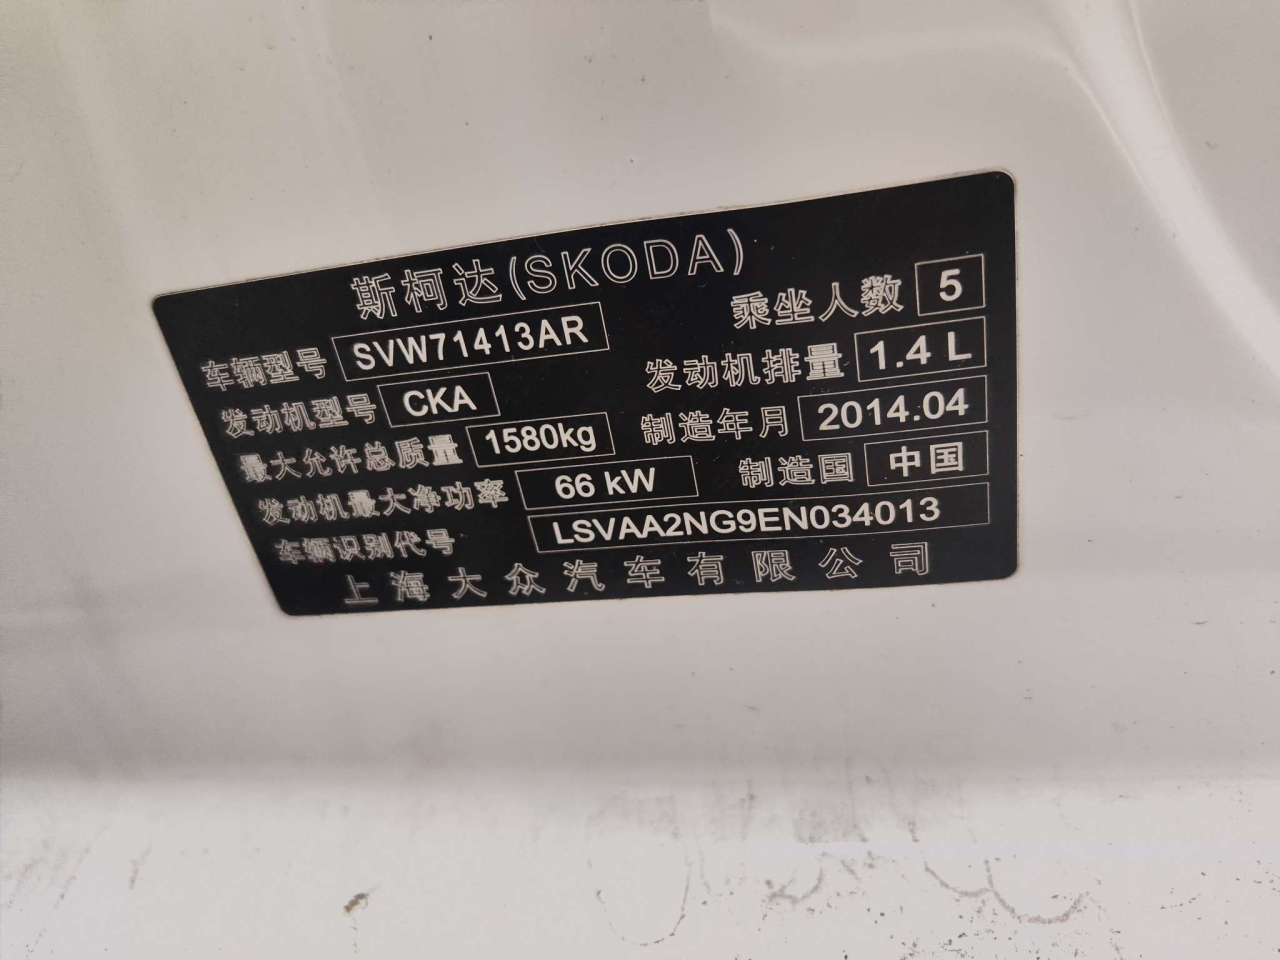 斯柯达(SKODA)
车辆型号 SVW71413AR 乘坐人数 5
发动机型号 CKA 发动机排量 1.4 L
最大允许总质量 1580kg 制造年月 2014.04
发动机最大净功率 66 kW 制造国 中国
车辆识别代号 LSVAA2NG9EN034013
上海大众汽车有限公司